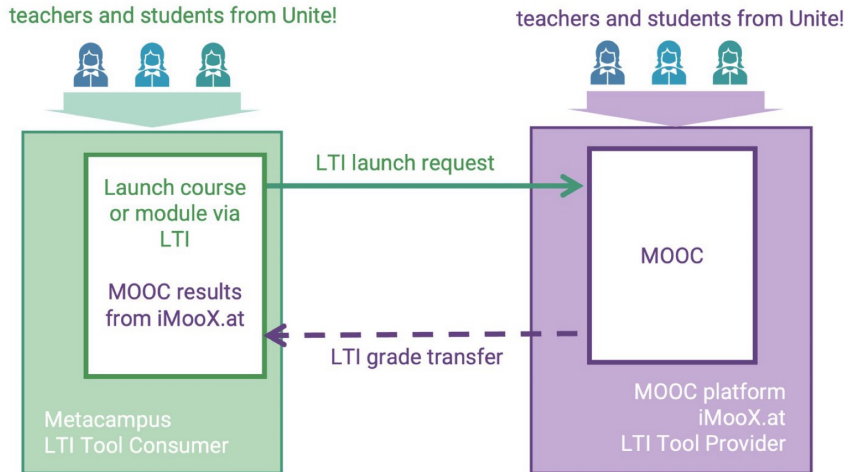 teachers and students from Unite!
teachers and students from Unite!
Launch course
or module via
LTI
MOOC results
from iMooX.at
LTI launch request
LTI grade transfer
MOOC
Metacampus
LTI Tool Consumer
MOOC platform
iMooX.at
LTI Tool Provider